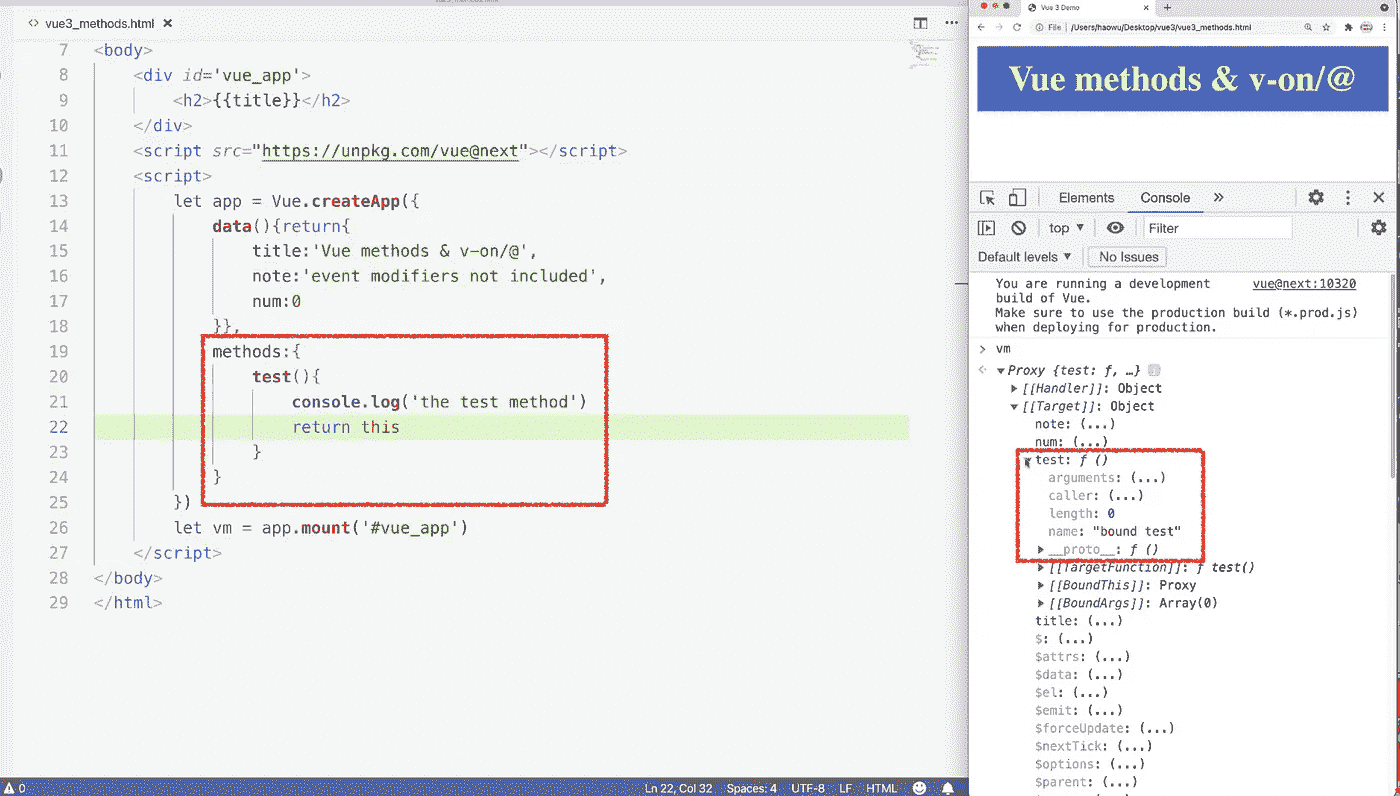 vue3_methods.html
7 <body>
8 <div id='vue_app'>
9 <h2>{{title}}</h2>
10 </div>
11 <script src="https://unpkg.com/vue@next"></script>
12 <script>
13 let app = Vue.createApp({
14 data(){return{
15 title:'Vue methods & v-on/@',
16 note:'event modifiers not included',
17 num:0
18 }},
19 methods:{
20 test(){
21 console.log('the test method')
22 return this
23 }
24 }
25 })
26 let vm = app.mount('#vue_app')
27 </script>
28 </body>
29 </html>
0
Ln 22, Col 32 Spaces: 4 UTF-8 LF HTML
Vue 3 Demo
File | /Users/haowu/Desktop/vue3/vue3_methods.html
Vue methods & v-on/@
Elements Console »
top Filter
Default levels No Issues
You are running a development vue@next:10320
build of Vue.
Make sure to use the production build (*.prod.js)
when deploying for production.
> vm
Proxy {test: ƒ, …}
[[Handler]]: Object
[[Target]]: Object
note: (...)
num: (...)
test: ƒ ()
arguments: (...)
caller: (...)
length: 0
name: "bound test"
__proto__: ƒ ()
[[TargetFunction]]: ƒ test()
[[BoundThis]]: Proxy
[[BoundArgs]]: Array(0)
title: (...)
$: (...)
$attrs: (...)
$data: (...)
$el: (...)
$emit: (...)
$forceUpdate: (...)
$nextTick: (...)
$options: (...)
$parent: (...)